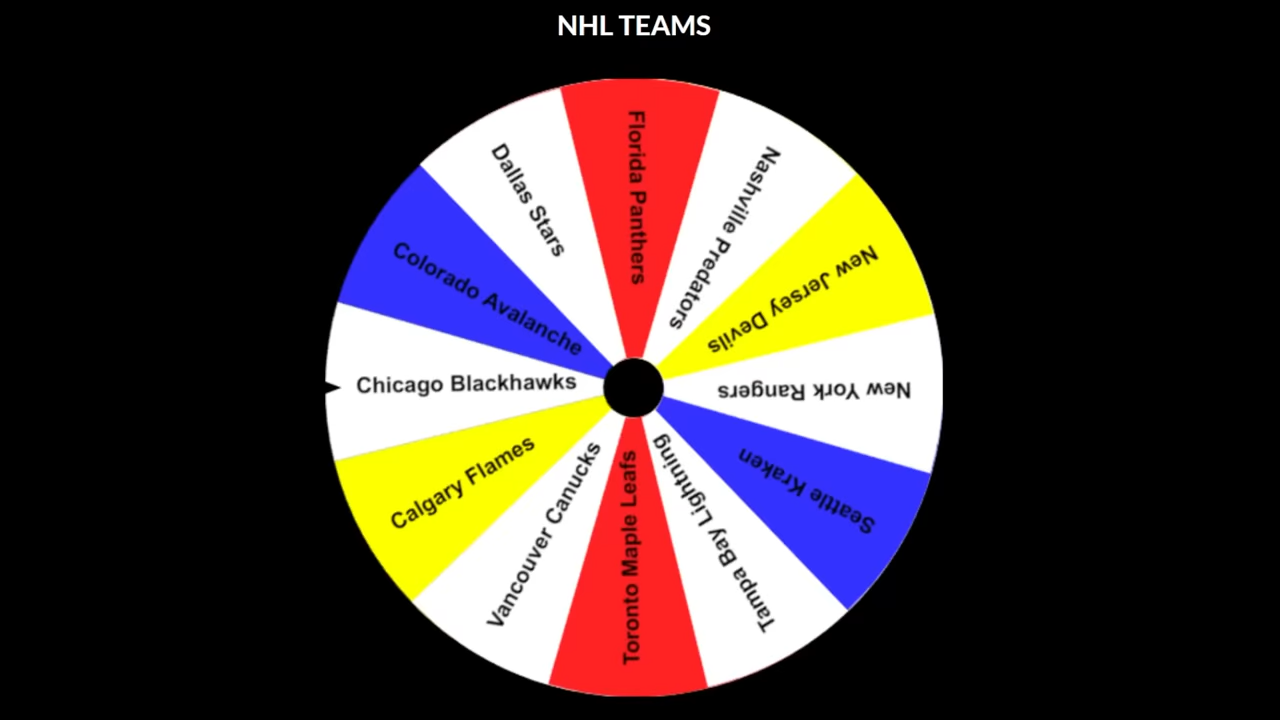 NHL TEAMS
Florida Panthers
Nashville Predators
New Jersey Devils
New York Rangers
Seattle Kraken
Tampa Bay Lightning
Toronto Maple Leafs
Vancouver Canucks
Calgary Flames
Chicago Blackhawks
Colorado Avalanche
Dallas Stars